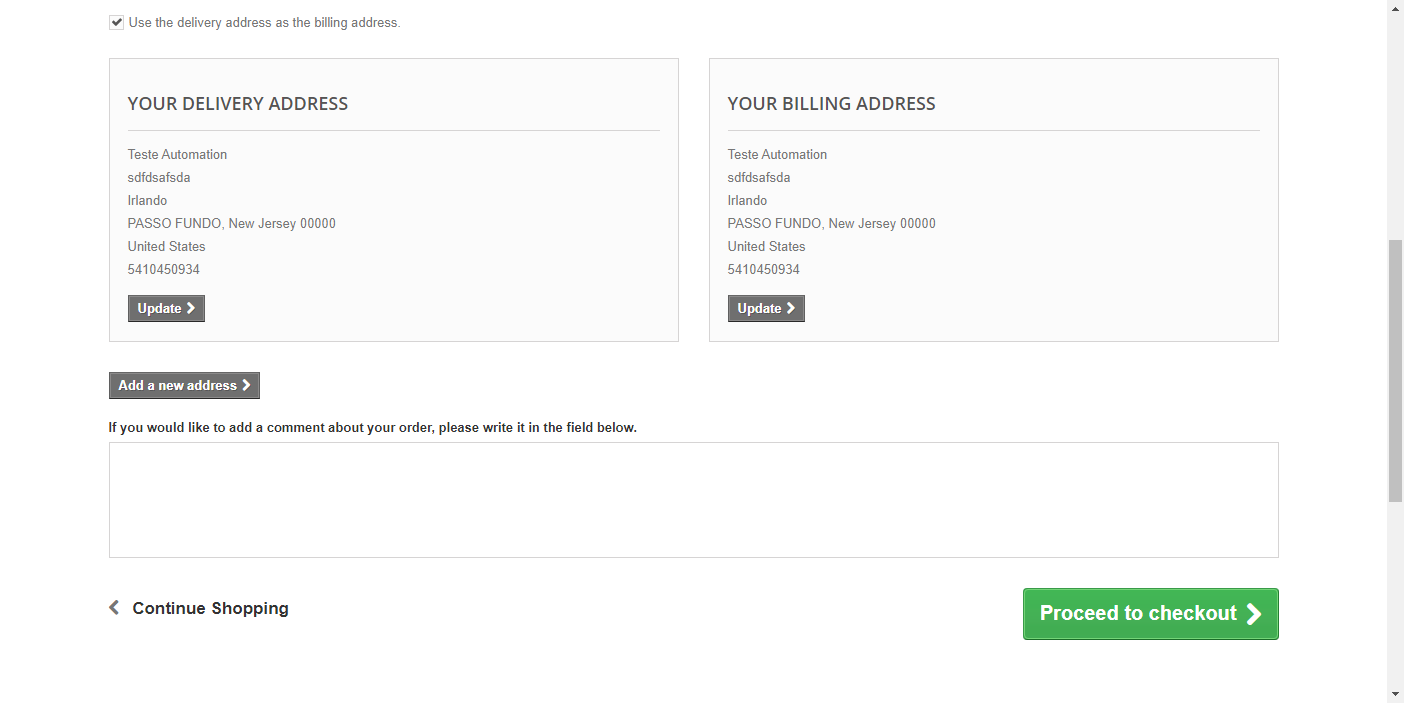 Use the delivery address as the billing address.
YOUR DELIVERY ADDRESS
Teste Automation
sdfdsafsda
Irlando
PASSO FUNDO, New Jersey 00000
United States
5410450934
Update
YOUR BILLING ADDRESS
Teste Automation
sdfdsafsda
Irlando
PASSO FUNDO, New Jersey 00000
United States
5410450934
Update
Add a new address
If you would like to add a comment about your order, please write it in the field below.
Continue Shopping
Proceed to checkout